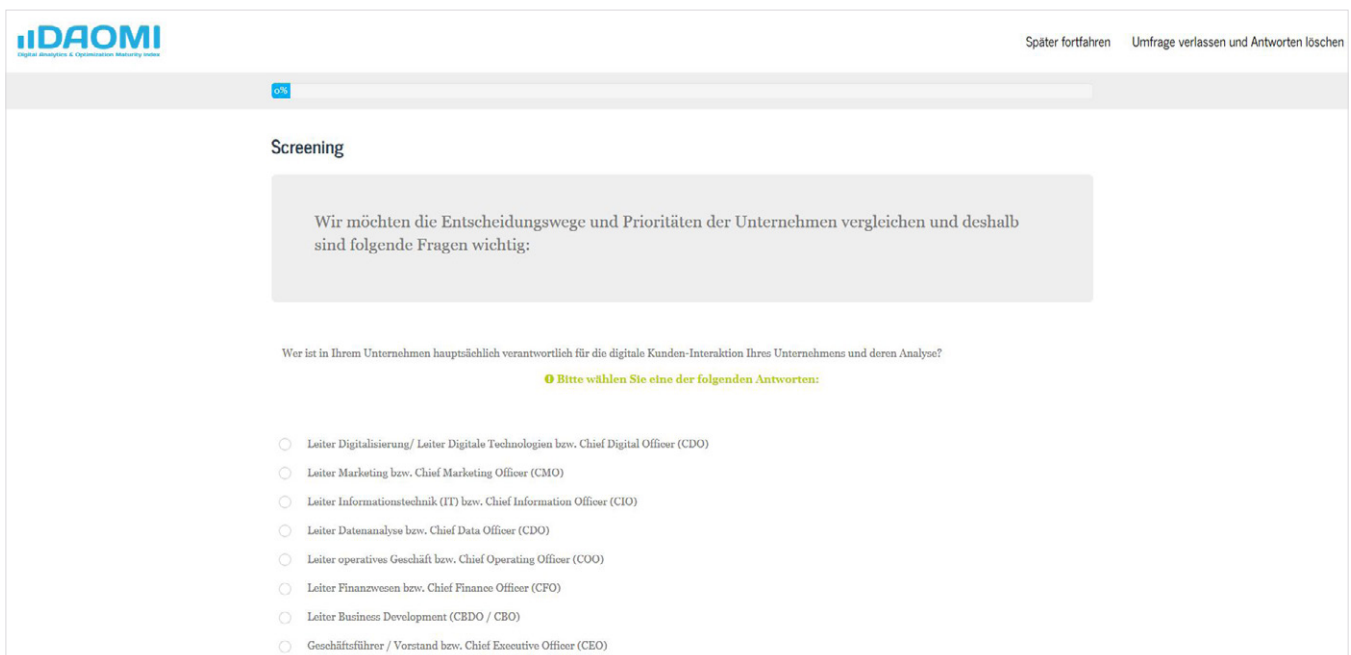 DAOMI
Digital Analytics & Optimization Maturity Index
Später fortfahren
Umfrage verlassen und Antworten löschen
0%
Screening
Wir möchten die Entscheidungswege und Prioritäten der Unternehmen vergleichen und deshalb
sind folgende Fragen wichtig:
Wer ist in Ihrem Unternehmen hauptsächlich verantwortlich für die digitale Kunden-Interaktion Ihres Unternehmens und deren Analyse?
Bitte wählen Sie eine der folgenden Antworten:
Leiter Digitalisierung/ Leiter Digitale Technologien bzw. Chief Digital Officer (CDO)
Leiter Marketing bzw. Chief Marketing Officer (CMO)
Leiter Informationstechnik (IT) bzw. Chief Information Officer (CIO)
Leiter Datenanalyse bzw. Chief Data Officer (CDO)
Leiter operatives Geschäft bzw. Chief Operating Officer (COO)
Leiter Finanzwesen bzw. Chief Finance Officer (CFO)
Leiter Business Development (CBDO / CBO)
Geschäftsführer / Vorstand bzw. Chief Executive Officer (CEO)